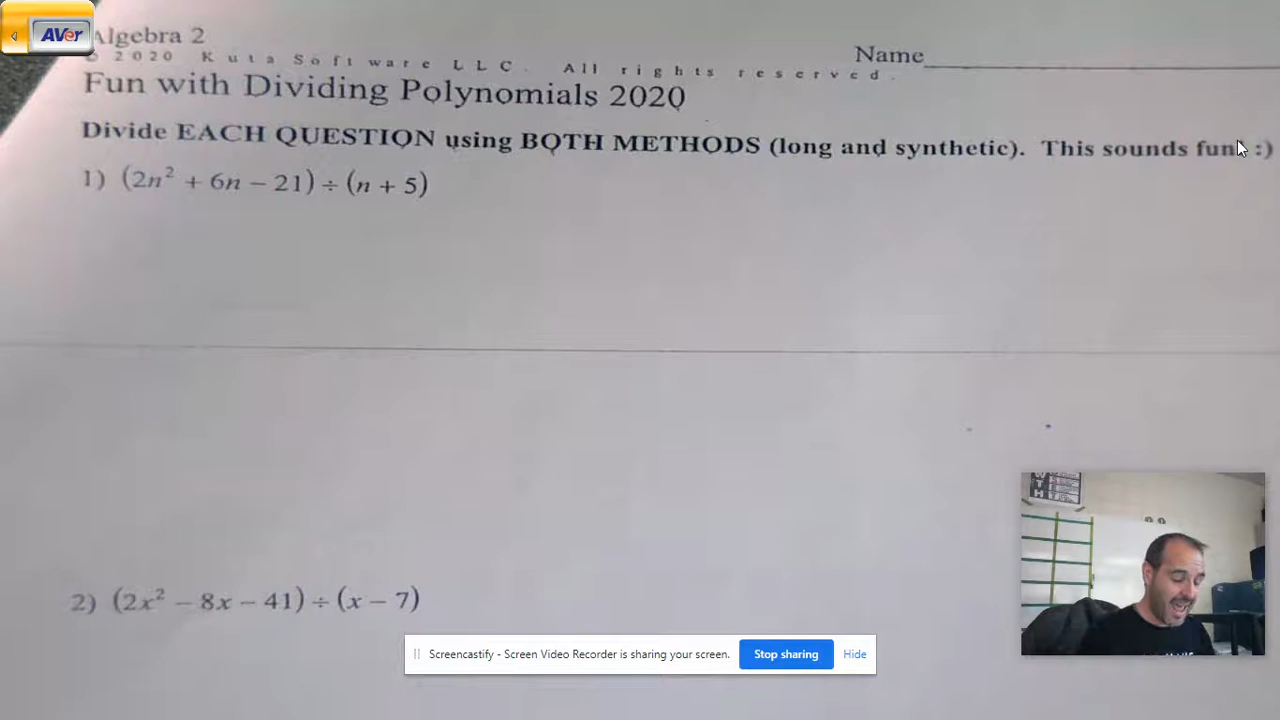 AVer
Algebra 2
© 2020 Kuta Software LLC. All rights reserved.
Name
Fun with Dividing Polynomials 2020
Divide EACH QUESTION using BOTH METHODS (long and synthetic). This sounds fun! :)
1) (2n² + 6n − 21) ÷ (n + 5)
2) (2x² − 8x − 41) ÷ (x − 7)
Screencastify - Screen Video Recorder is sharing your screen.
Stop sharing
Hide